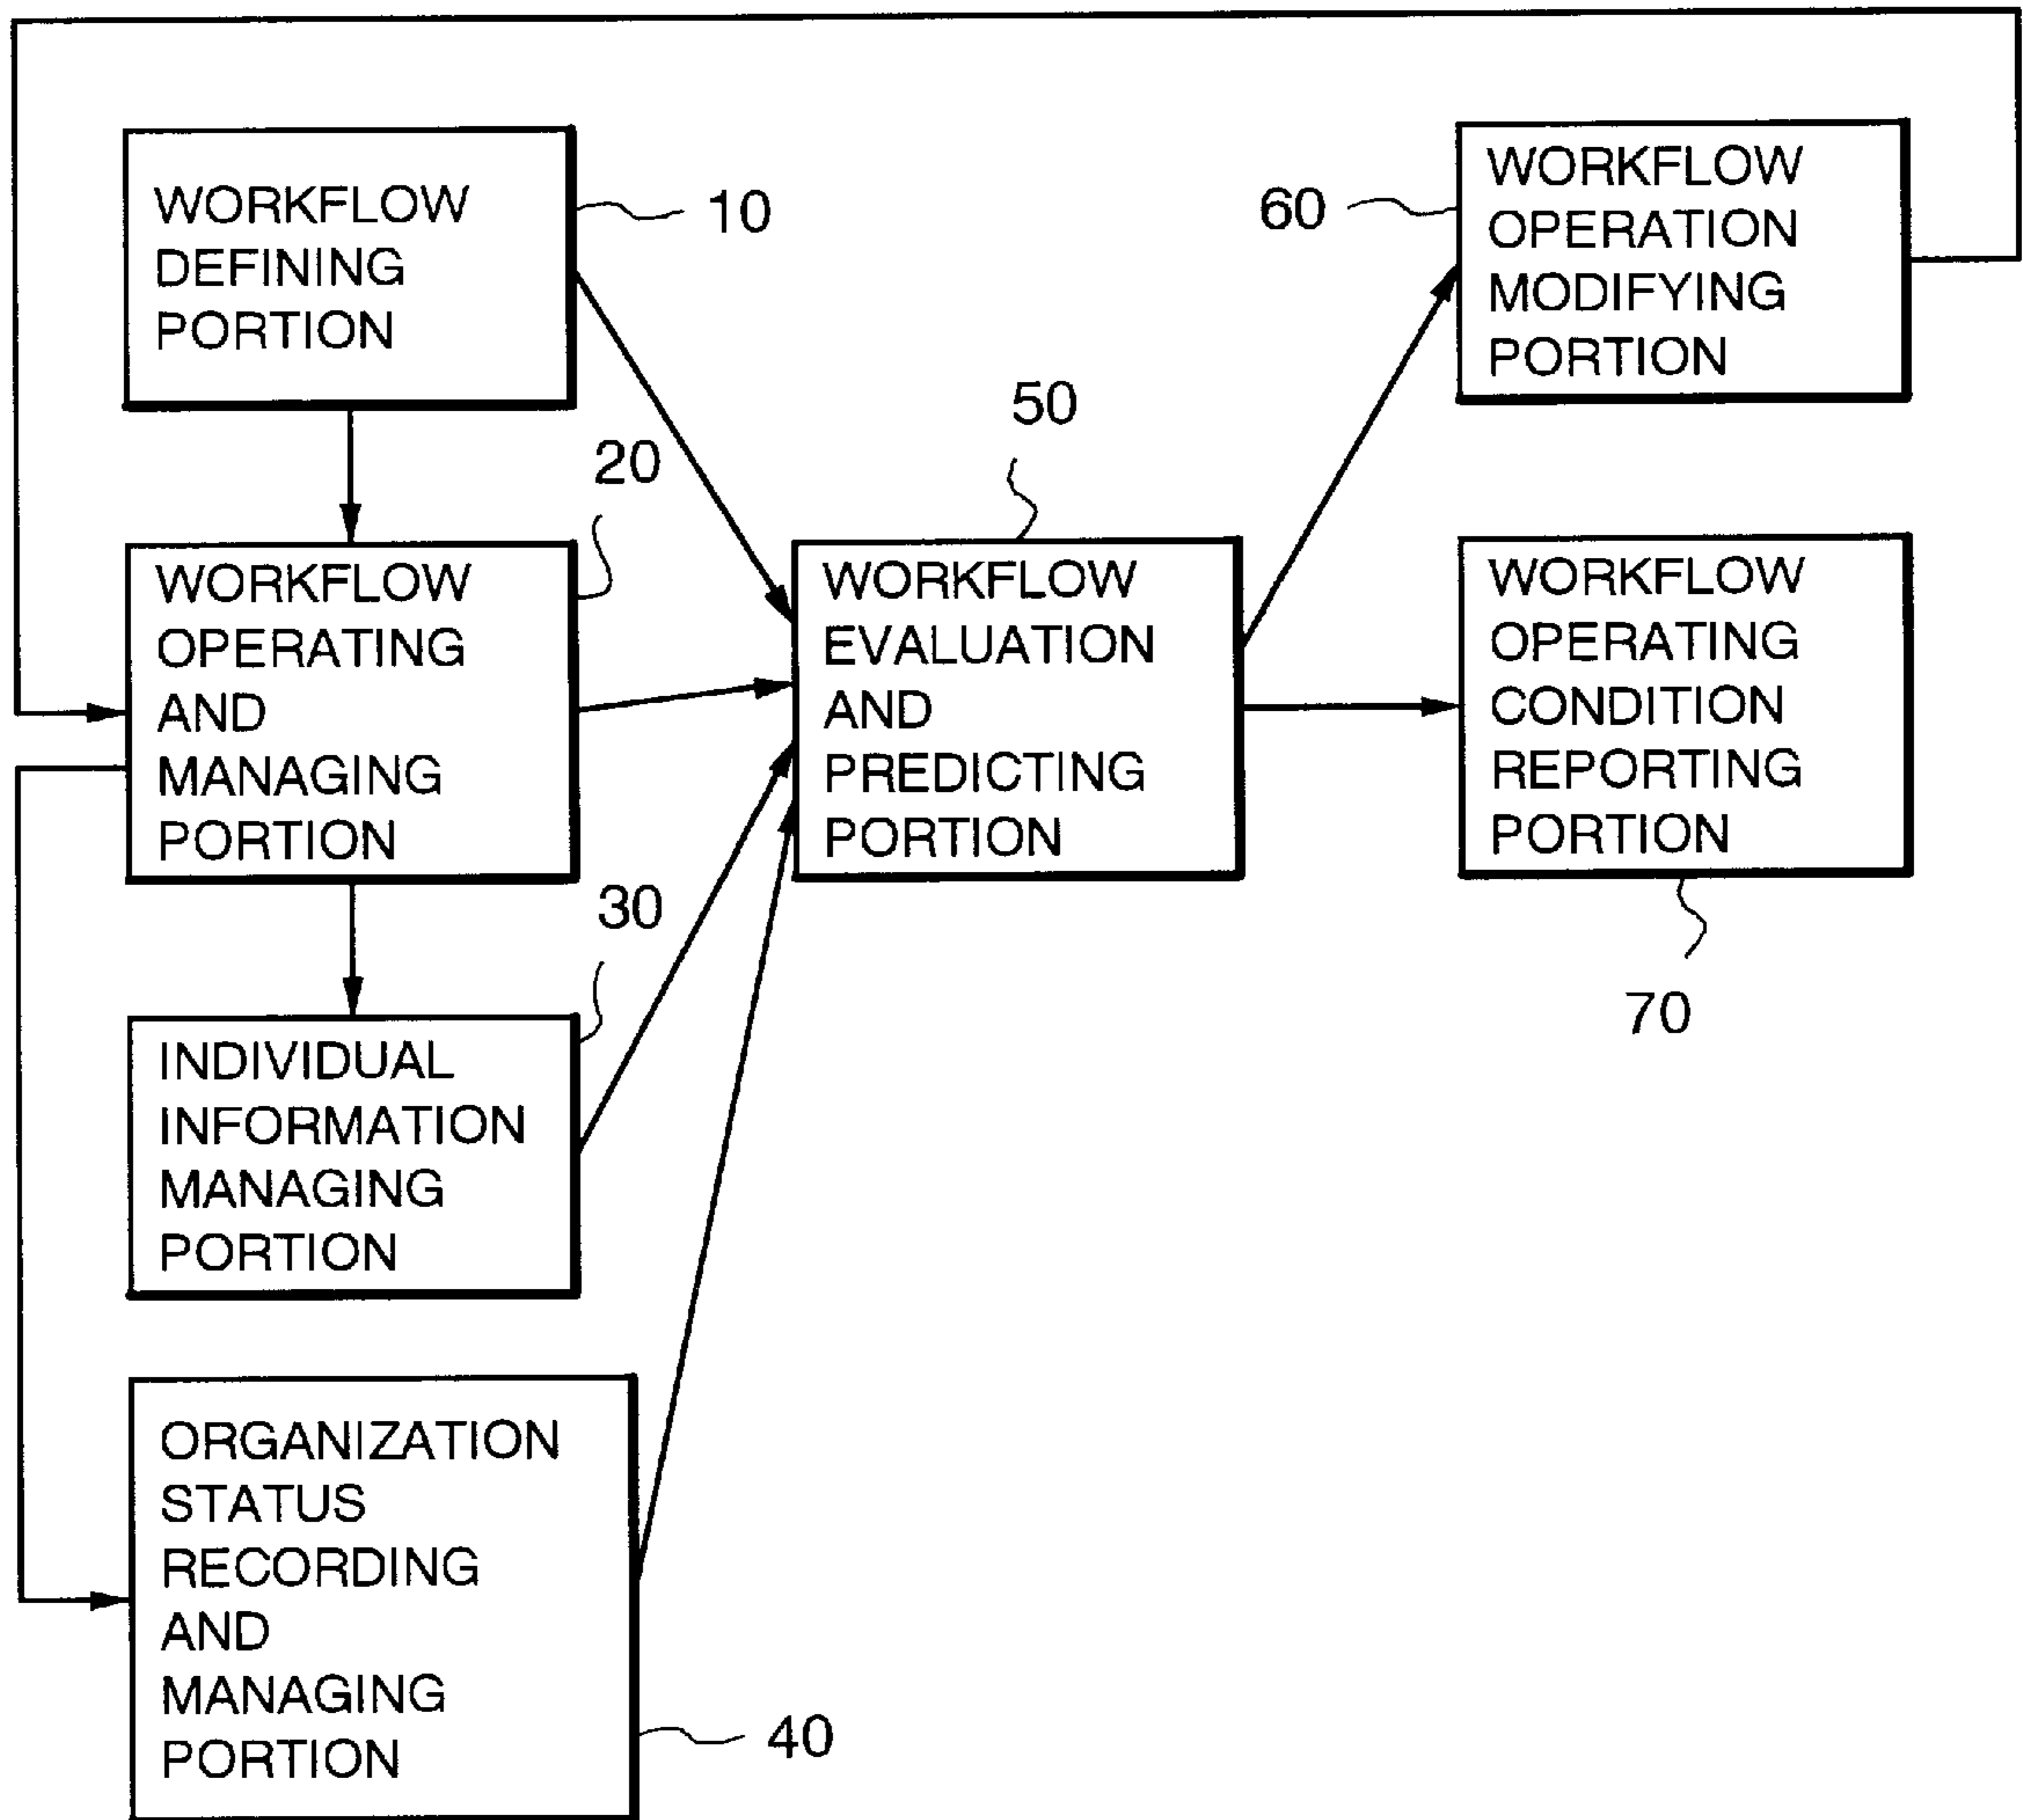 WORKFLOW
DEFINING
PORTION
10
20
WORKFLOW
OPERATING
AND
MANAGING
PORTION
30
INDIVIDUAL
INFORMATION
MANAGING
PORTION
ORGANIZATION
STATUS
RECORDING
AND
MANAGING
PORTION
40
50
WORKFLOW
EVALUATION
AND
PREDICTING
PORTION
60
WORKFLOW
OPERATION
MODIFYING
PORTION
WORKFLOW
OPERATING
CONDITION
REPORTING
PORTION
70